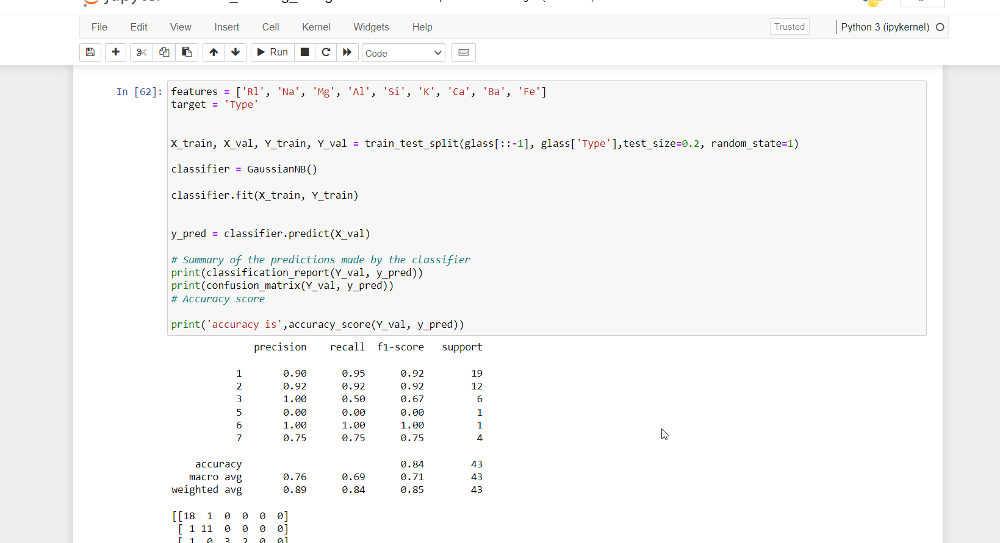 File Edit View Insert Cell Kernel Widgets Help Trusted Python 3 (ipykernel)
Run Code
In [62]: features = ['Rl', 'Na', 'Mg', 'Al', 'Si', 'K', 'Ca', 'Ba', 'Fe']
target = 'Type'
X_train, X_val, Y_train, Y_val = train_test_split(glass[::-1], glass['Type'],test_size=0.2, random_state=1)
classifier = GaussianNB()
classifier.fit(X_train, Y_train)
y_pred = classifier.predict(X_val)
# Summary of the predictions made by the classifier
print(classification_report(Y_val, y_pred))
print(confusion_matrix(Y_val, y_pred))
# Accuracy score
print('accuracy is',accuracy_score(Y_val, y_pred))
precision recall f1-score support
1 0.90 0.95 0.92 19
2 0.92 0.92 0.92 12
3 1.00 0.50 0.67 6
5 0.00 0.00 0.00 1
6 1.00 1.00 1.00 1
7 0.75 0.75 0.75 4
accuracy 0.84 43
macro avg 0.76 0.69 0.71 43
weighted avg 0.89 0.84 0.85 43
[[18 1 0 0 0 0]
[ 1 11 0 0 0 0]
[ 1 0 3 2 0 0]